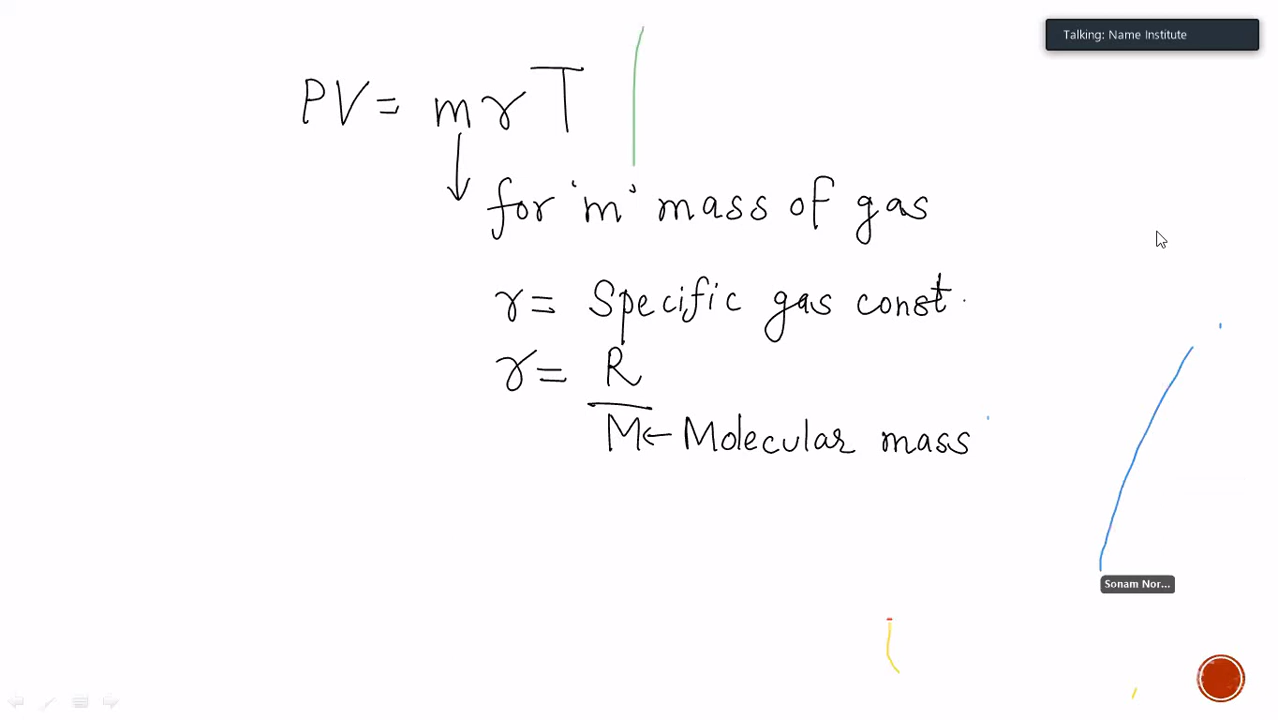 Talking: Name Institute
PV = mrT
for 'm' mass of gas
r = Specific gas const.
r = R
M ← Molecular mass
Sonam Nor...